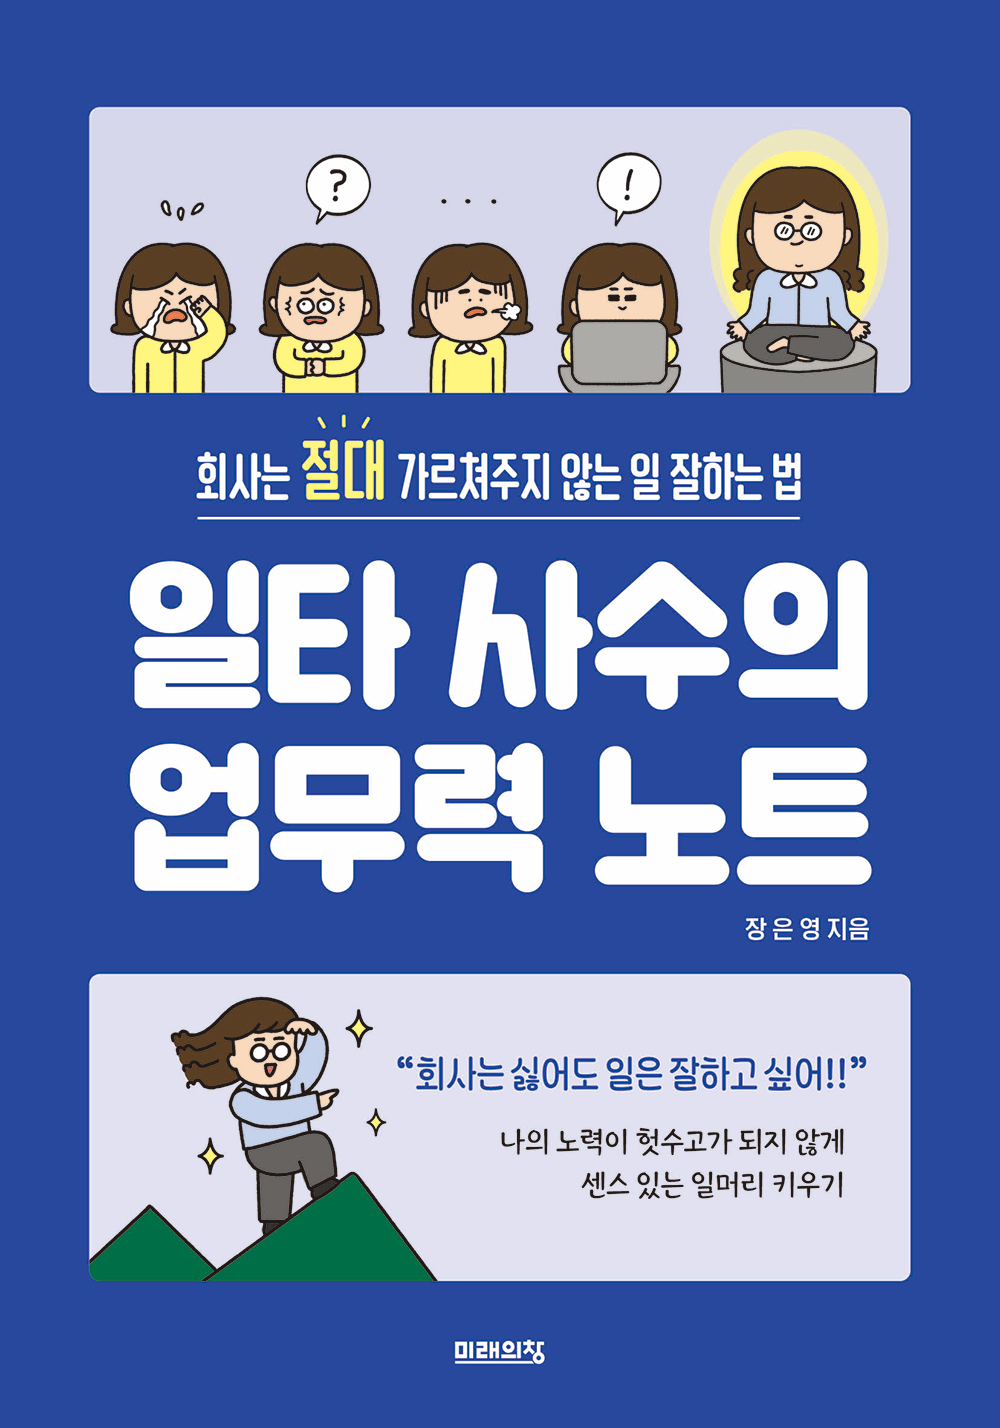 ?
. . .
!
회사는 절대 가르쳐주지 않는 일 잘하는 법
일타 사수의
업무력 노트
장은영 지음
“회사는 싫어도 일은 잘하고 싶어!!”
나의 노력이 헛수고가 되지 않게
센스 있는 일머리 키우기
미래의창